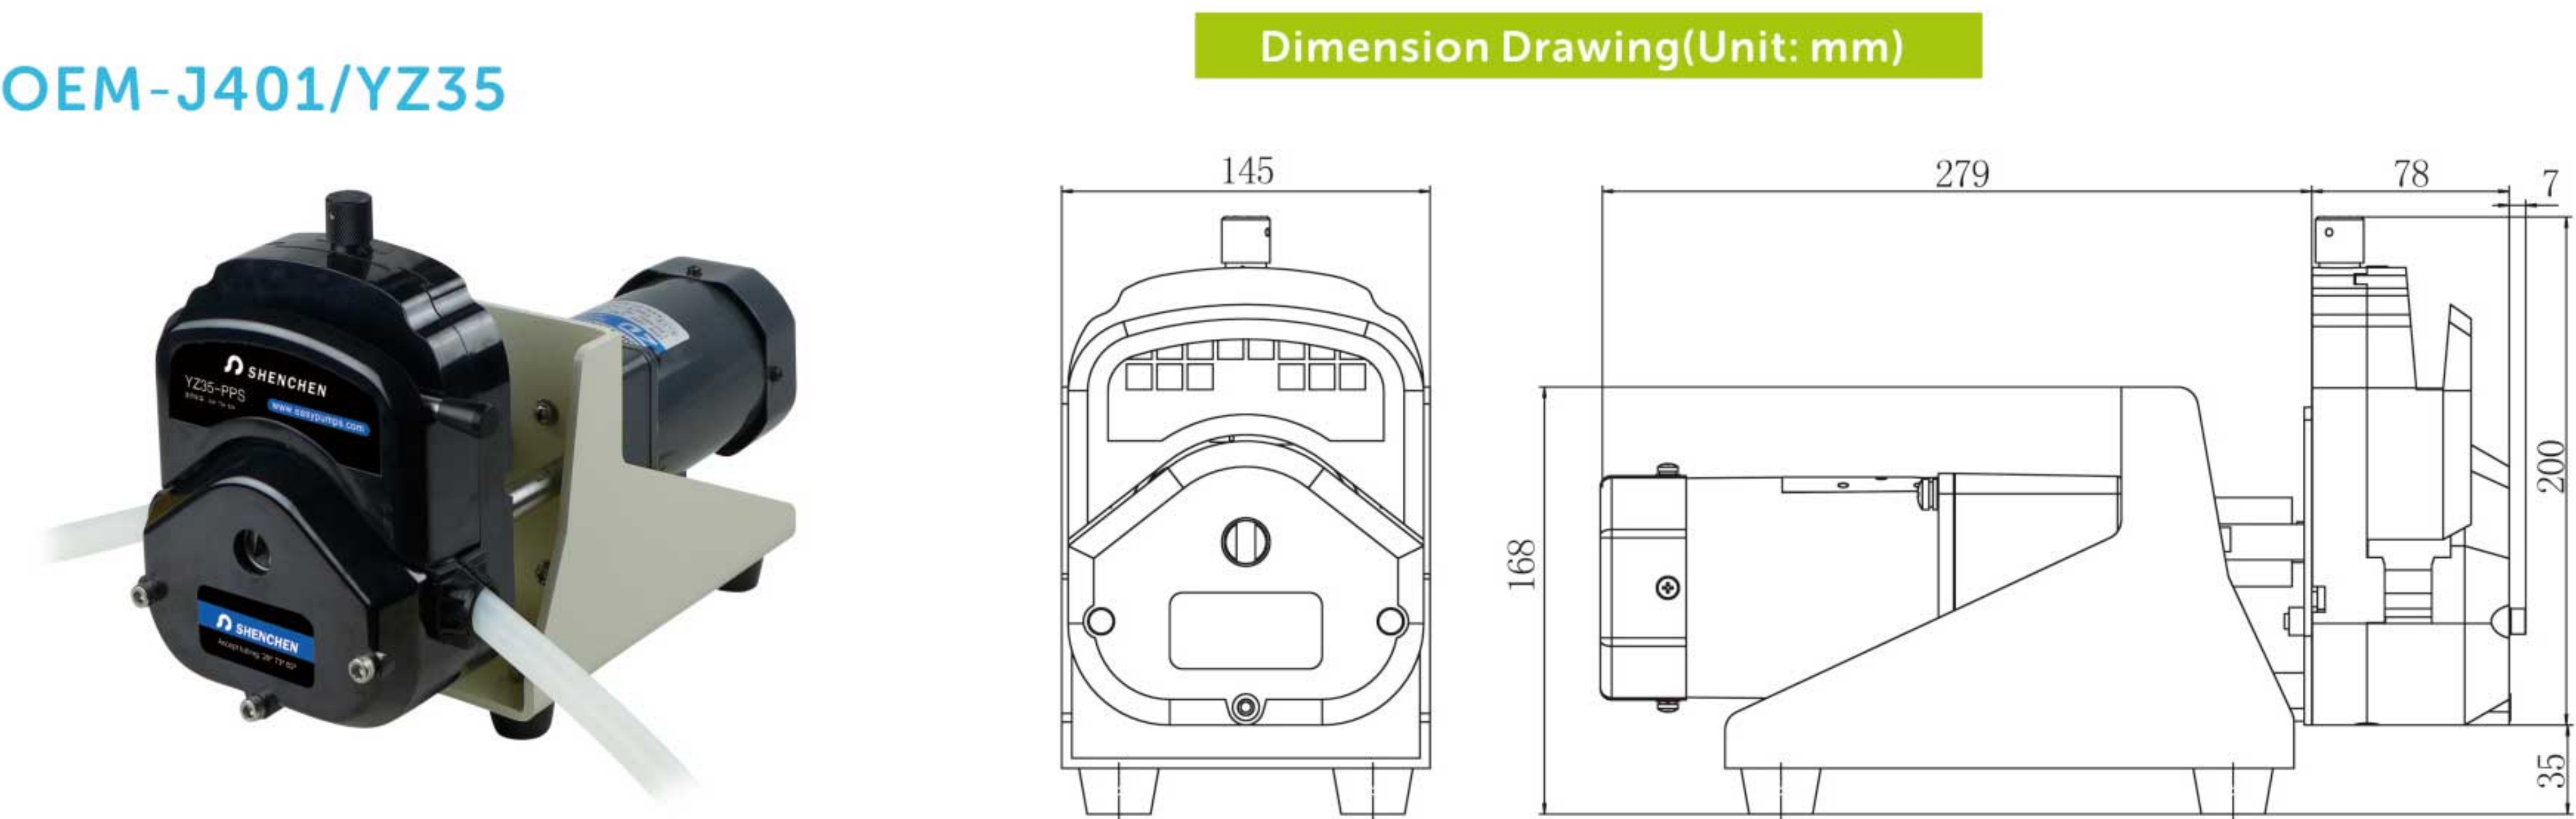 OEM-J401/YZ35
Dimension Drawing(Unit: mm)
SHENCHEN
YZ35-PPS
www.easypumps.com
SHENCHEN
145
279
78
7
200
168
35